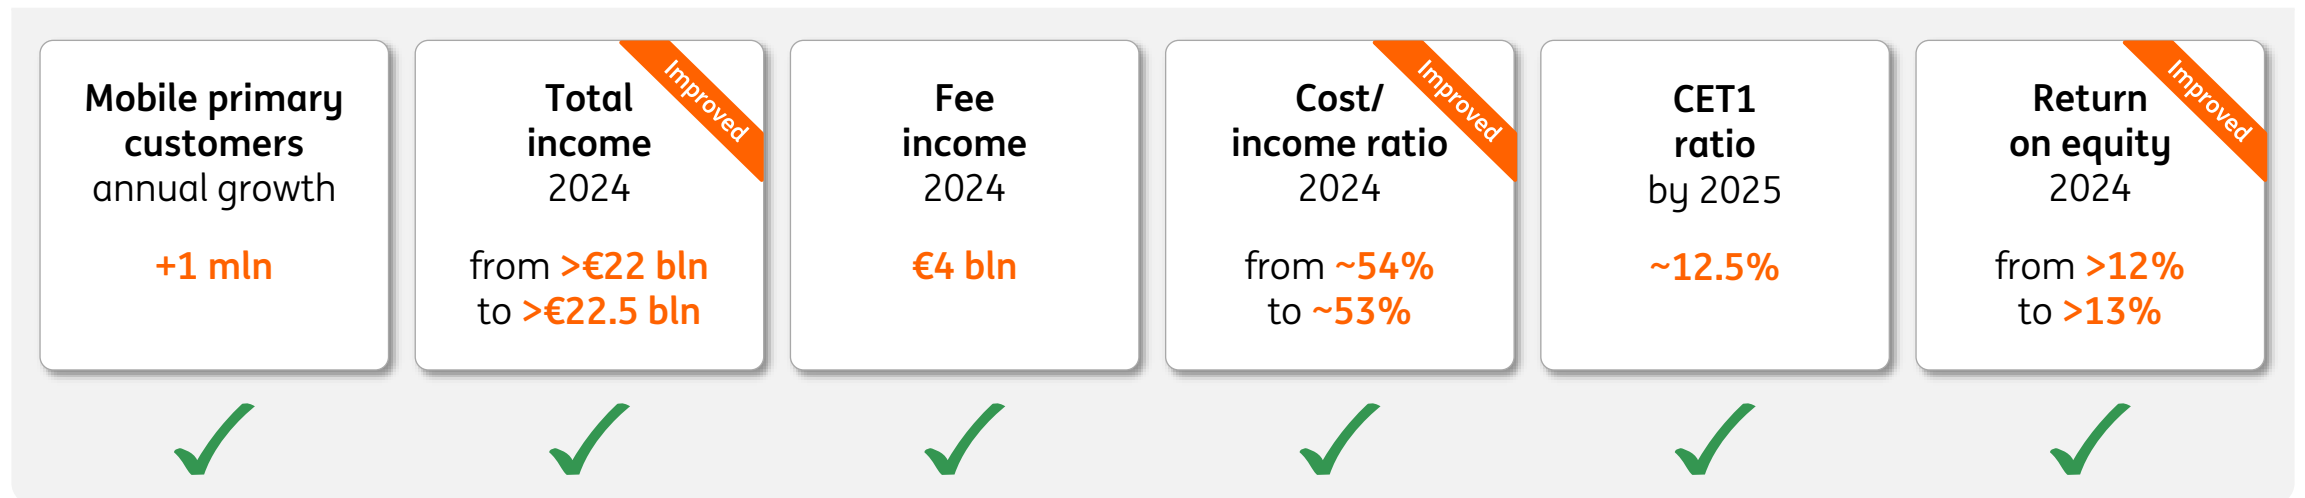 Mobile primary
customers
annual growth
+1 mln
Improved
Total
income
2024
from >€22 bln
to >€22.5 bln
Fee
income
2024
€4 bln
Improved
Cost/
income ratio
2024
from ~54%
to ~53%
CET1
ratio
by 2025
~12.5%
Improved
Return
on equity
2024
from >12%
to >13%